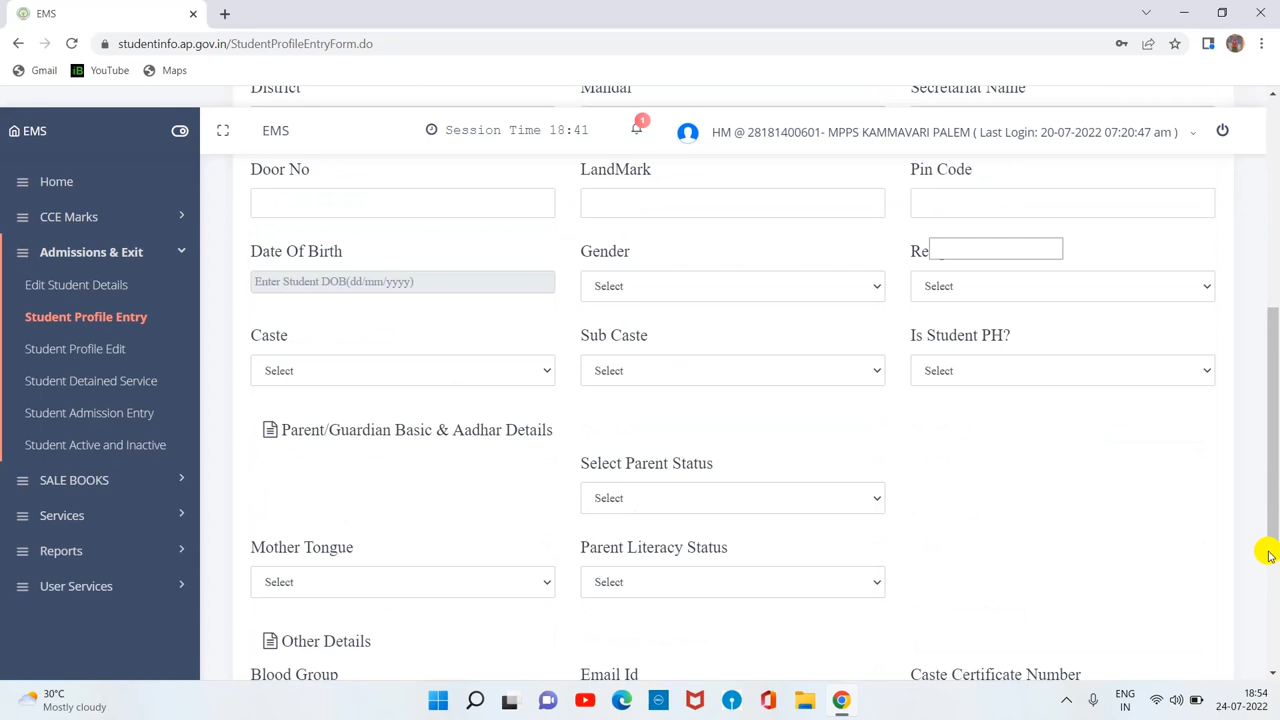 EMS
studentinfo.ap.gov.in/StudentProfileEntryForm.do
Gmail
YouTube
Maps
District
Mandal
Secretariat Name
EMS
EMS
Session Time 18:41
1
HM @ 28181400601- MPPS KAMMAVARI PALEM ( Last Login: 20-07-2022 07:20:47 am )
Home
CCE Marks
Admissions & Exit
Edit Student Details
Student Profile Entry
Student Profile Edit
Student Detained Service
Student Admission Entry
Student Active and Inactive
SALE BOOKS
Services
Reports
User Services
Door No
LandMark
Pin Code
Date Of Birth
Gender
Enter Student DOB(dd/mm/yyyy)
Select
Select
Caste
Sub Caste
Is Student PH?
Select
Select
Select
Parent/Guardian Basic & Aadhar Details
Select Parent Status
Select
Mother Tongue
Parent Literacy Status
Select
Select
Other Details
Blood Group
Email Id
Caste Certificate Number
30°C
Mostly cloudy
ENG
IN
18:54
24-07-2022